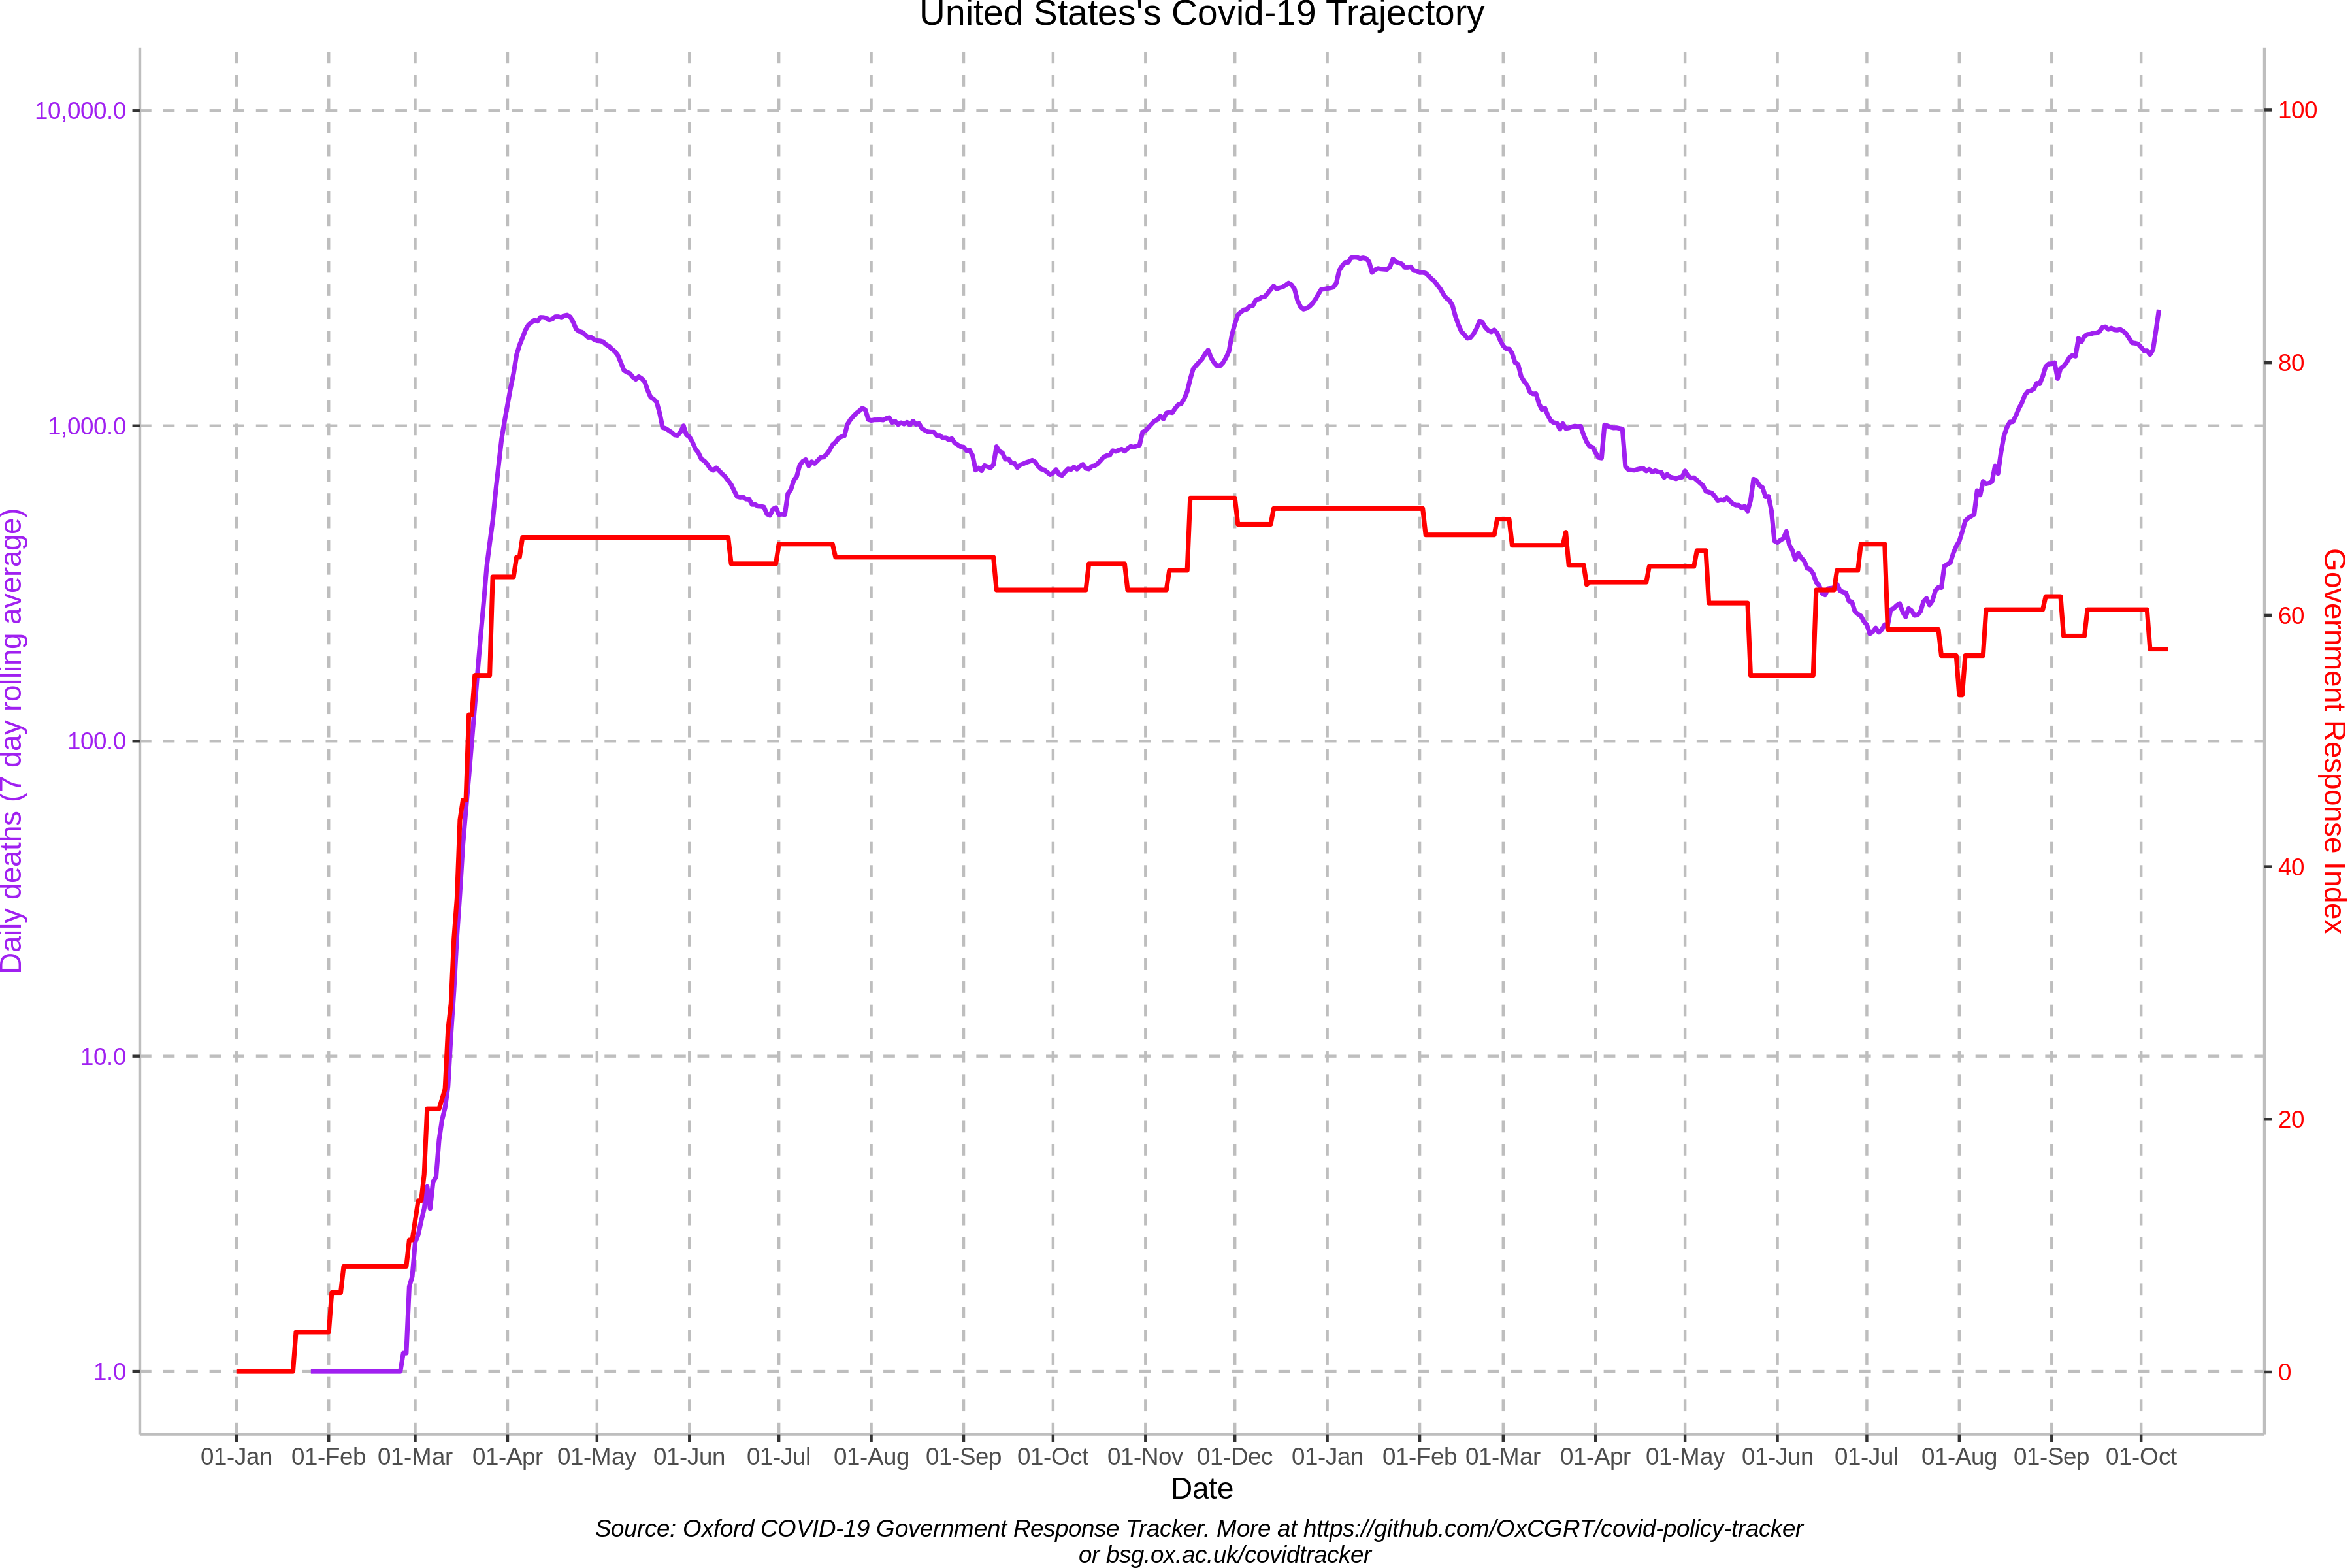 United States's Covid-19 Trajectory
10,000.0
1,000.0
100.0
10.0
1.0
Daily deaths (7 day rolling average)
100
80
60
40
20
0
Government Response Index
01-Jan 01-Feb 01-Mar 01-Apr 01-May 01-Jun 01-Jul 01-Aug 01-Sep 01-Oct 01-Nov 01-Dec 01-Jan 01-Feb 01-Mar 01-Apr 01-May 01-Jun 01-Jul 01-Aug 01-Sep 01-Oct
Date
Source: Oxford COVID-19 Government Response Tracker. More at https://github.com/OxCGRT/covid-policy-tracker
or bsg.ox.ac.uk/covidtracker